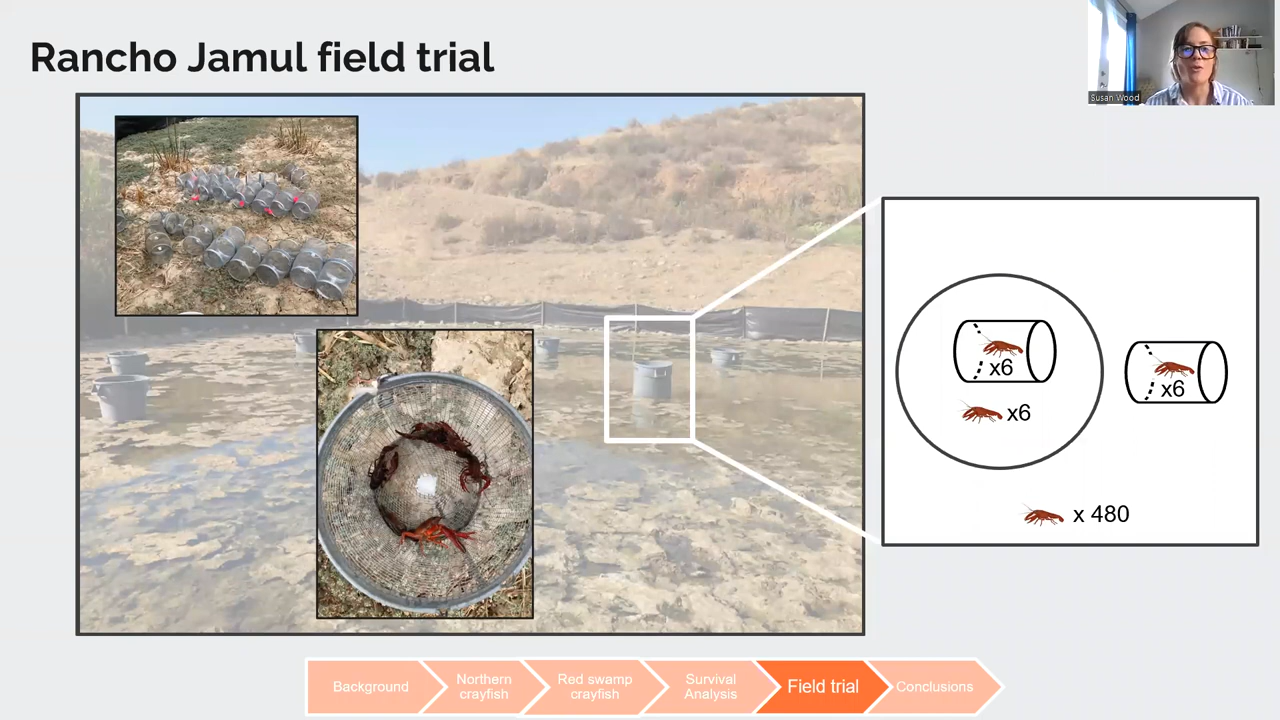 Rancho Jamul field trial
Susan Wood
x6
x6
x6
x 480
Background
Northern
crayfish
Red swamp
crayfish
Survival
Analysis
Field trial
Conclusions